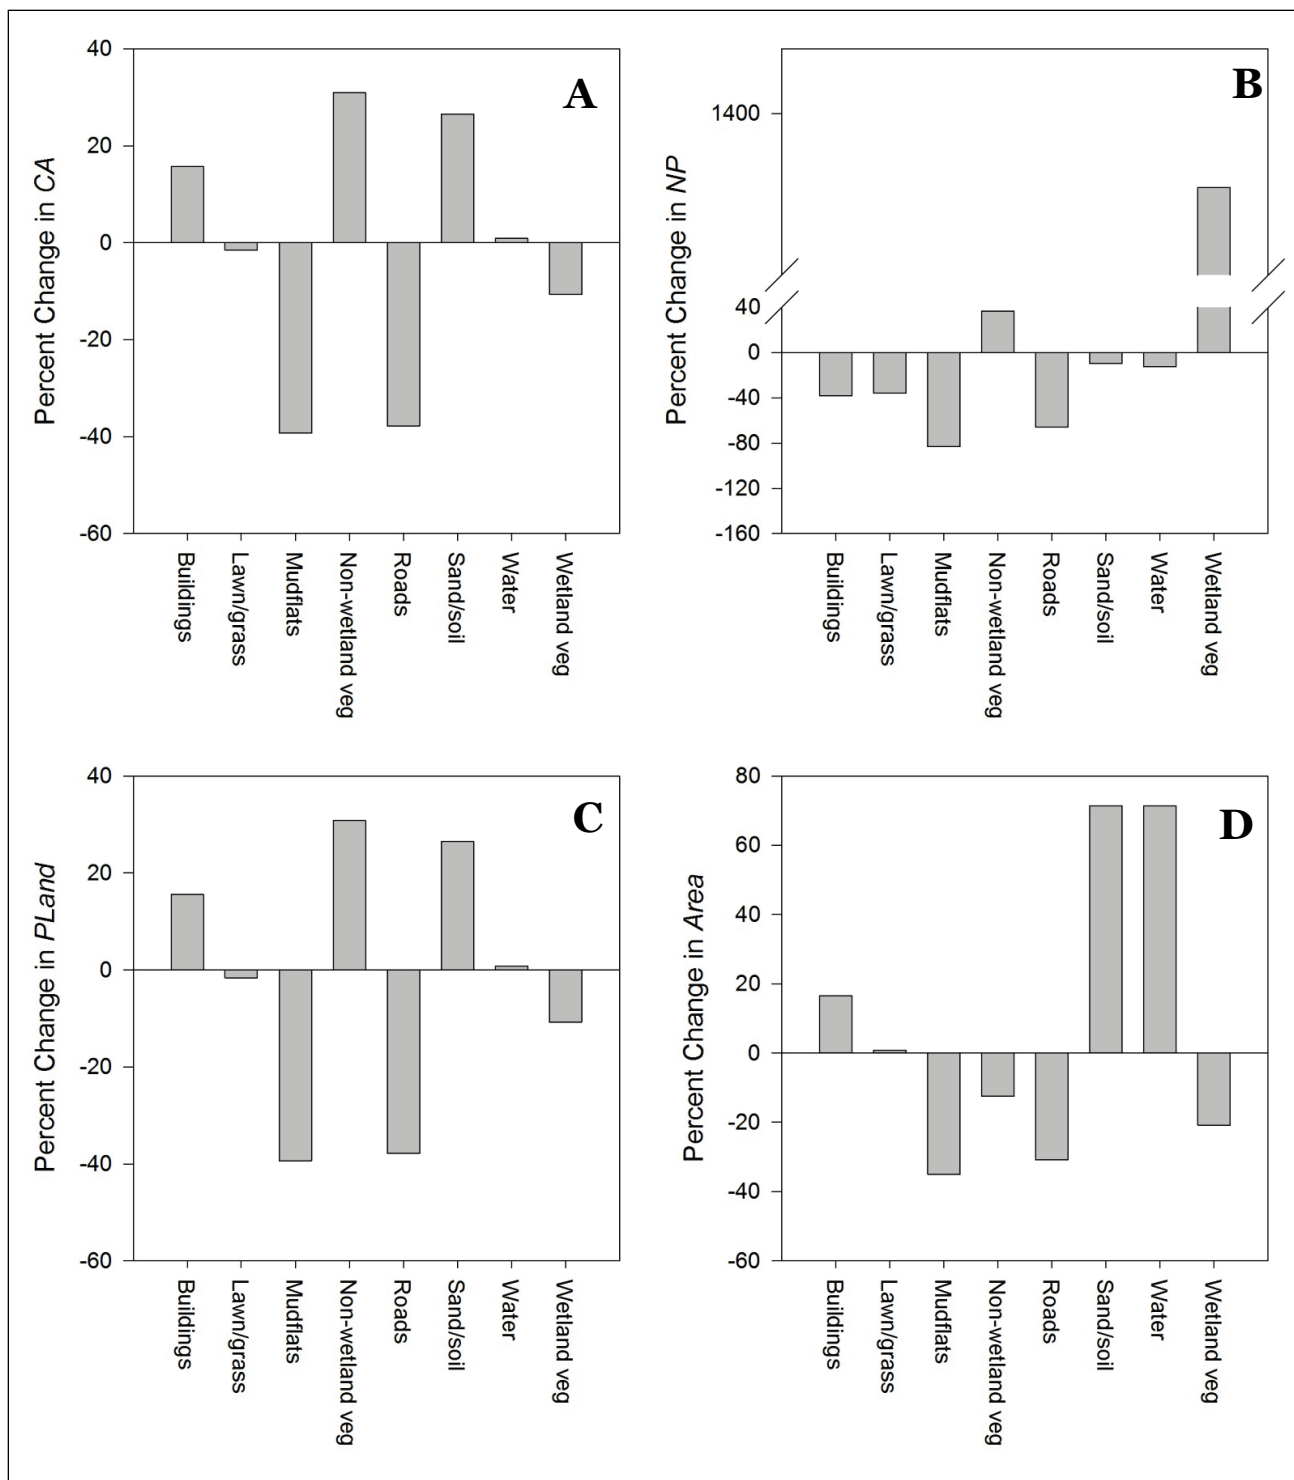 A
Percent Change in CA
40
20
0
-20
-40
-60
Buildings
Lawn/grass
Mudflats
Non-wetland veg
Roads
Sand/soil
Water
Wetland veg
B
Percent Change in NP
1400
40
0
-40
-80
-120
-160
Buildings
Lawn/grass
Mudflats
Non-wetland veg
Roads
Sand/soil
Water
Wetland veg
C
Percent Change in PLand
40
20
0
-20
-40
-60
Buildings
Lawn/grass
Mudflats
Non-wetland veg
Roads
Sand/soil
Water
Wetland veg
D
Percent Change in Area
80
60
40
20
0
-20
-40
-60
Buildings
Lawn/grass
Mudflats
Non-wetland veg
Roads
Sand/soil
Water
Wetland veg